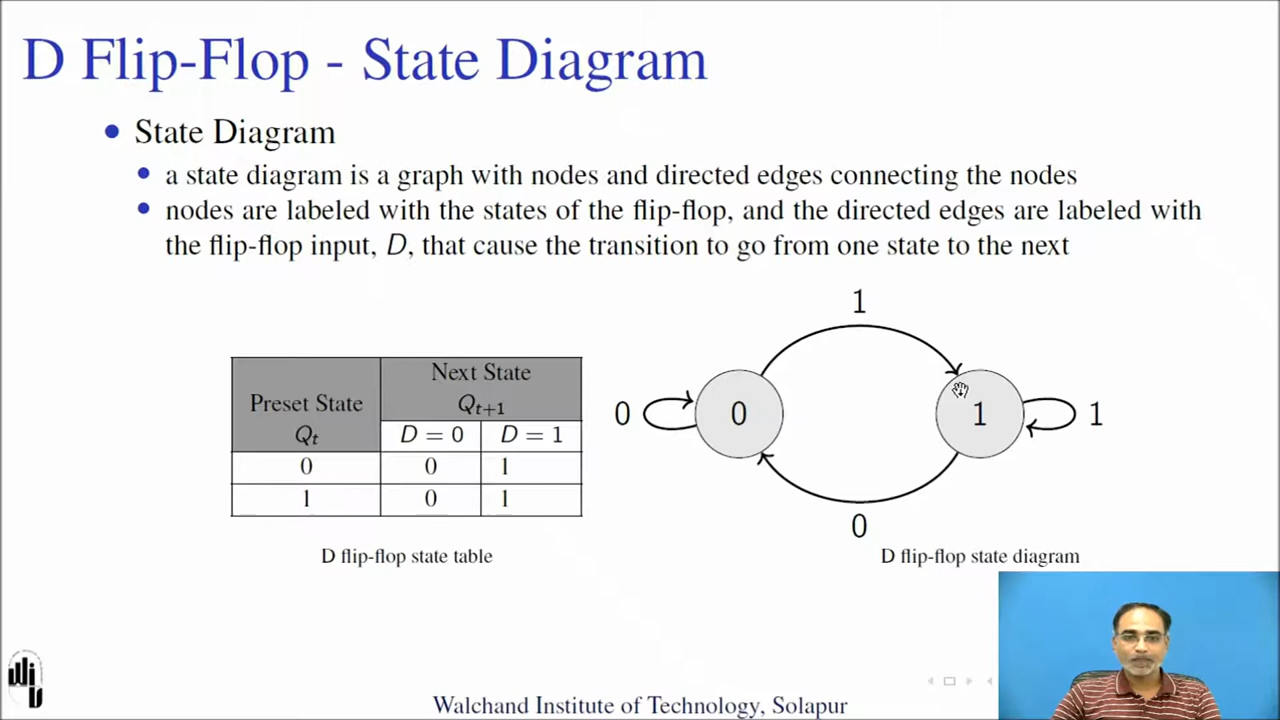 D Flip-Flop - State Diagram
State Diagram
a state diagram is a graph with nodes and directed edges connecting the nodes
nodes are labeled with the states of the flip-flop, and the directed edges are labeled with
the flip-flop input, D, that cause the transition to go from one state to the next
Preset State
Qt
Next State
Qt+1
D = 0 D = 1
0 0 1
1 0 1
D flip-flop state table
1
0 0 1 1
0
D flip-flop state diagram
Walchand Institute of Technology, Solapur